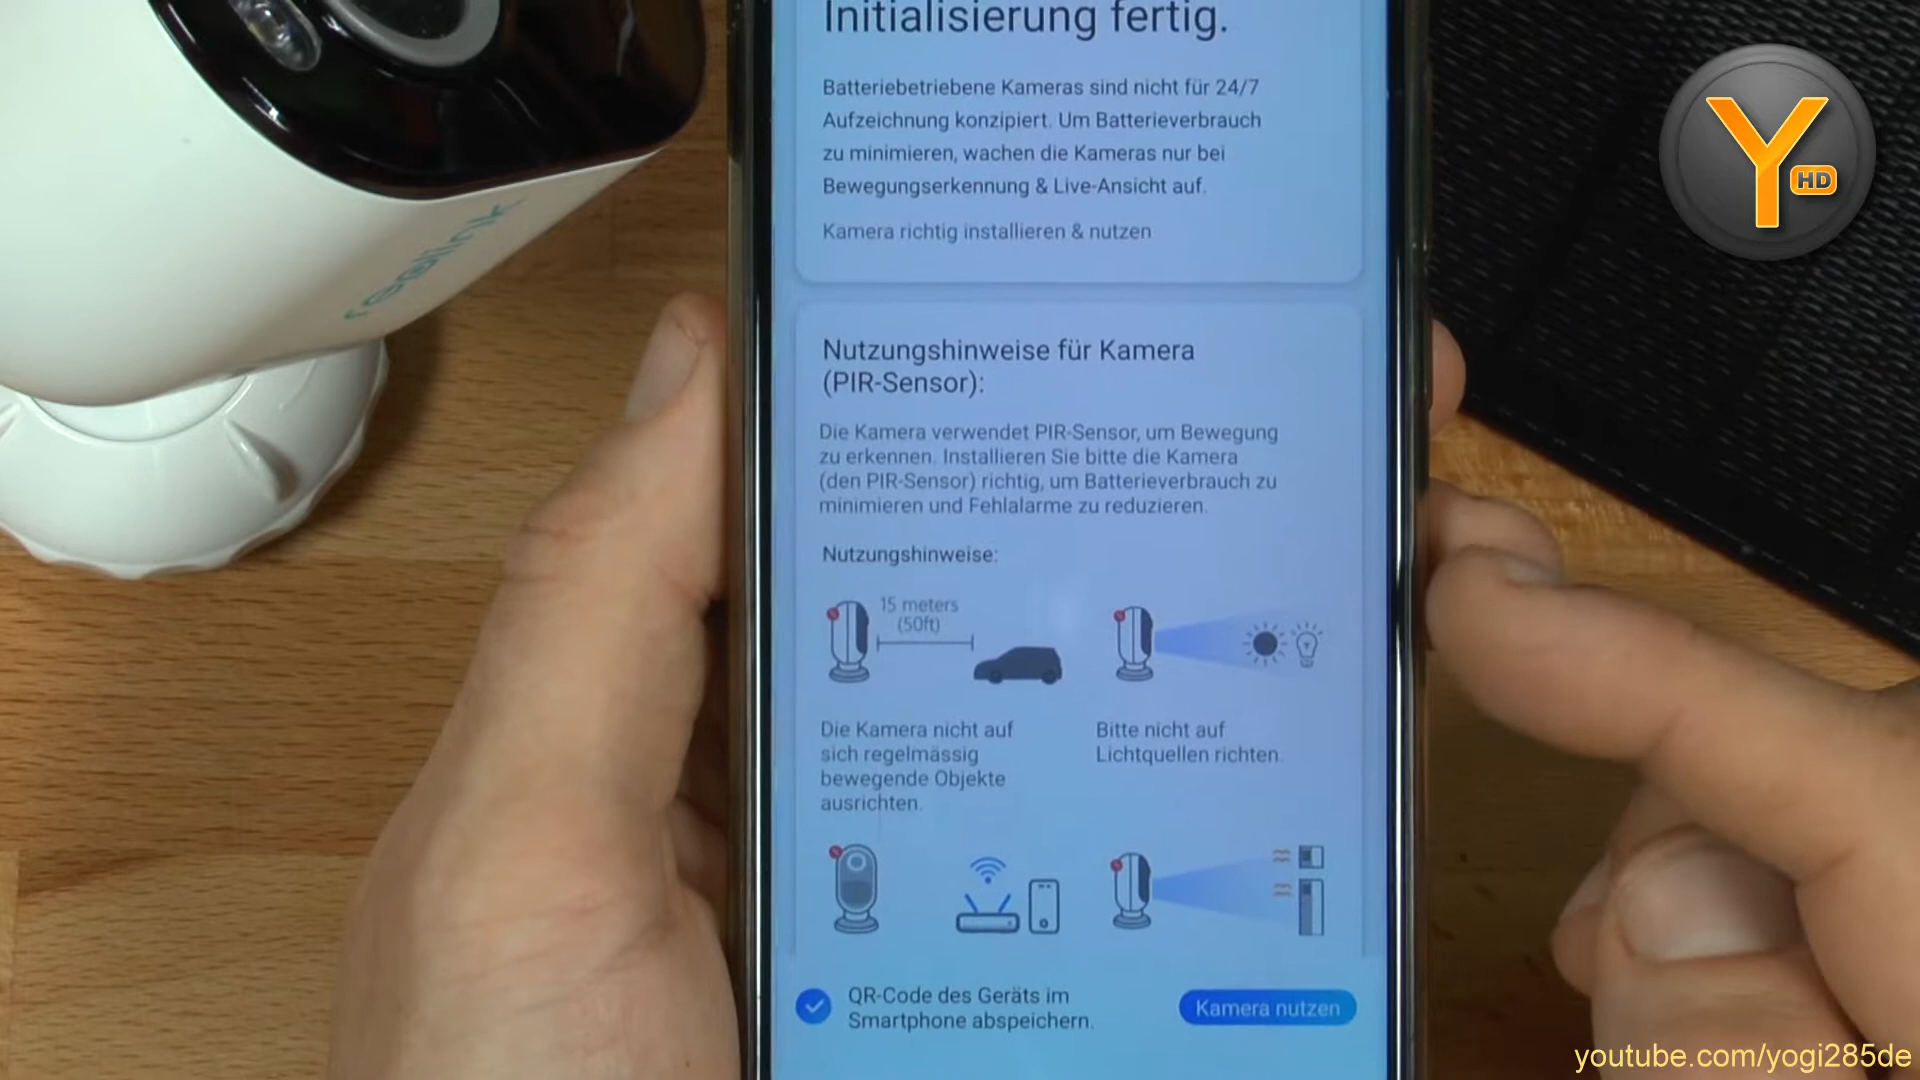 Initialisierung fertig.
Batteriebetriebene Kameras sind nicht für 24/7
Aufzeichnung konzipiert. Um Batterieverbrauch
zu minimieren, wachen die Kameras nur bei
Bewegungserkennung & Live-Ansicht auf.
Kamera richtig installieren & nutzen
Nutzungshinweise für Kamera
(PIR-Sensor):
Die Kamera verwendet PIR-Sensor, um Bewegung
zu erkennen. Installieren Sie bitte die Kamera
(den PIR-Sensor) richtig, um Batterieverbrauch zu
minimieren und Fehlalarme zu reduzieren.
Nutzungshinweise:
15 meters
(50ft)
Die Kamera nicht auf
sich regelmässig
bewegende Objekte
ausrichten.
Bitte nicht auf
Lichtquellen richten.
QR-Code des Geräts im
Smartphone abspeichern.
Kamera nutzen
reolink
Y
HD
youtube.com/yogi285de